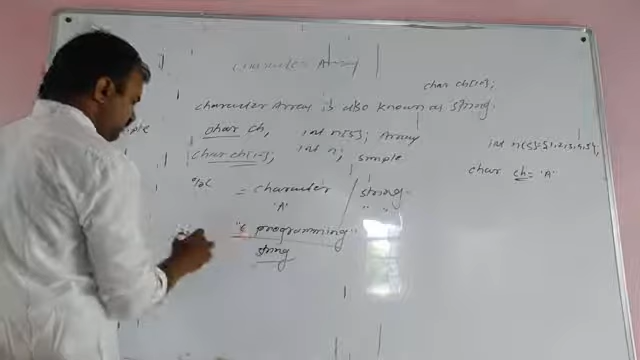 character Array
char ch[10];
character Array is also known as string.
char ch, int n[5]; Array
char ch[10]; int n; simple
int n[5]={1,2,3,4,5};
char ch='A'
%c = character / string
'A' " "
"c programming"
string